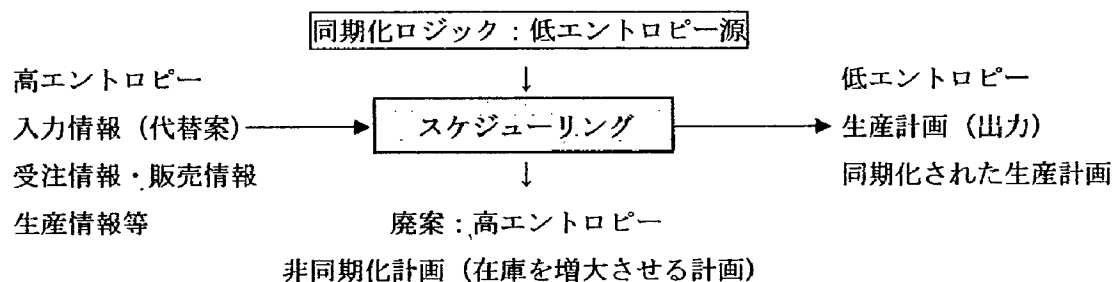 同期化ロジック：低エントロピー源
高エントロピー
↓
低エントロピー
入力情報（代替案）
スケジューリング
生産計画（出力）
受注情報・販売情報
↓
同期化された生産計画
生産情報等
廃案：高エントロピー
非同期化計画（在庫を増大させる計画）